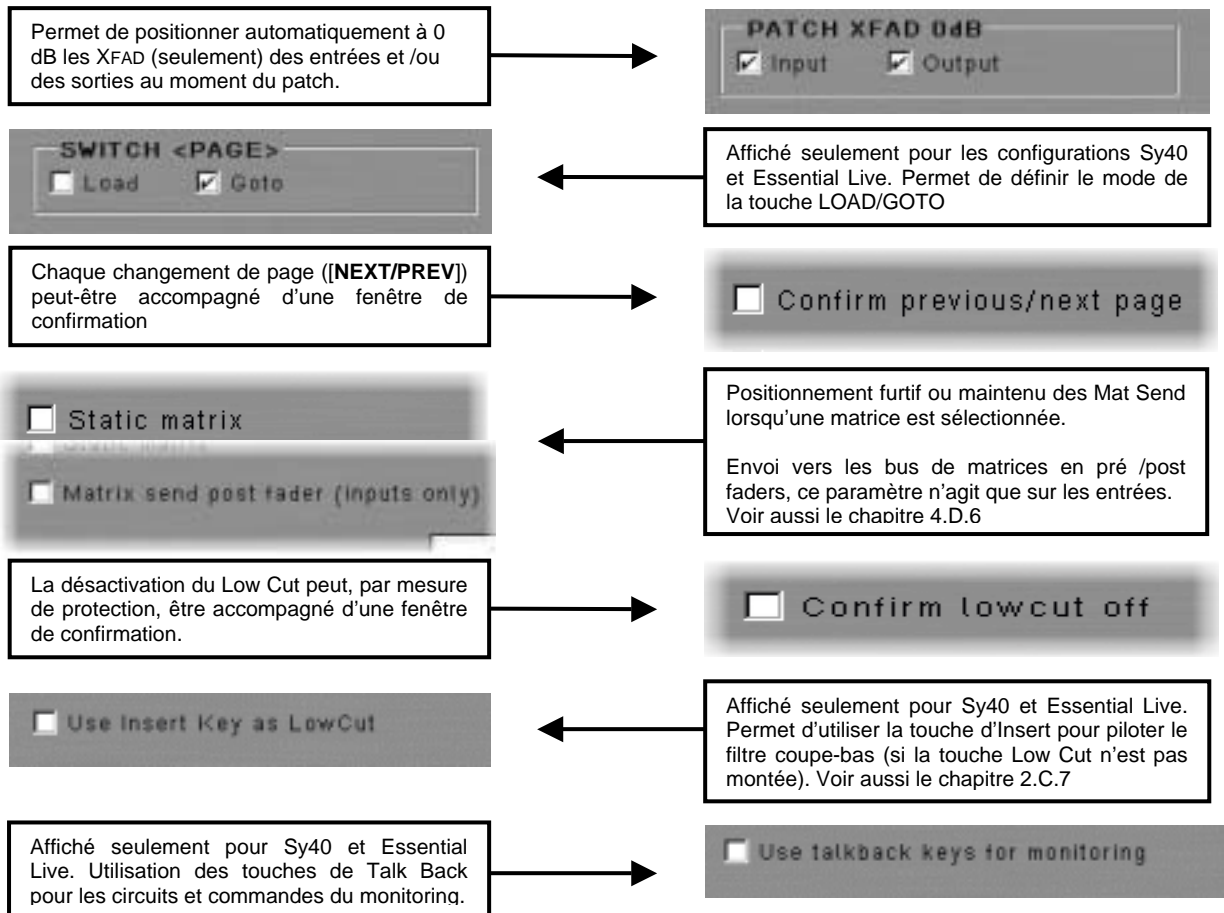 Permet de positionner automatiquement à 0
dB les XFAD (seulement) des entrées et /ou
des sorties au moment du patch.
PATCH XFAD 0dB
Input Output
SWITCH <PAGE>
Load Goto
Affiché seulement pour les configurations Sy40
et Essential Live. Permet de définir le mode de
la touche LOAD/GOTO
Chaque changement de page ([NEXT/PREV])
peut-être accompagné d'une fenêtre de
confirmation
Confirm previous/next page
Static matrix
Matrix send post fader (inputs only)
Positionnement furtif ou maintenu des Mat Send
lorsqu'une matrice est sélectionnée.
Envoi vers les bus de matrices en pré /post
faders, ce paramètre n'agit que sur les entrées.
Voir aussi le chapitre 4.D.6
La désactivation du Low Cut peut, par mesure
de protection, être accompagné d'une fenêtre
de confirmation.
Confirm lowcut off
Use Insert Key as LowCut
Affiché seulement pour Sy40 et Essential Live.
Permet d'utiliser la touche d'Insert pour piloter le
filtre coupe-bas (si la touche Low Cut n'est pas
montée). Voir aussi le chapitre 2.C.7
Affiché seulement pour Sy40 et Essential
Live. Utilisation des touches de Talk Back
pour les circuits et commandes du monitoring.
Use talkback keys for monitoring